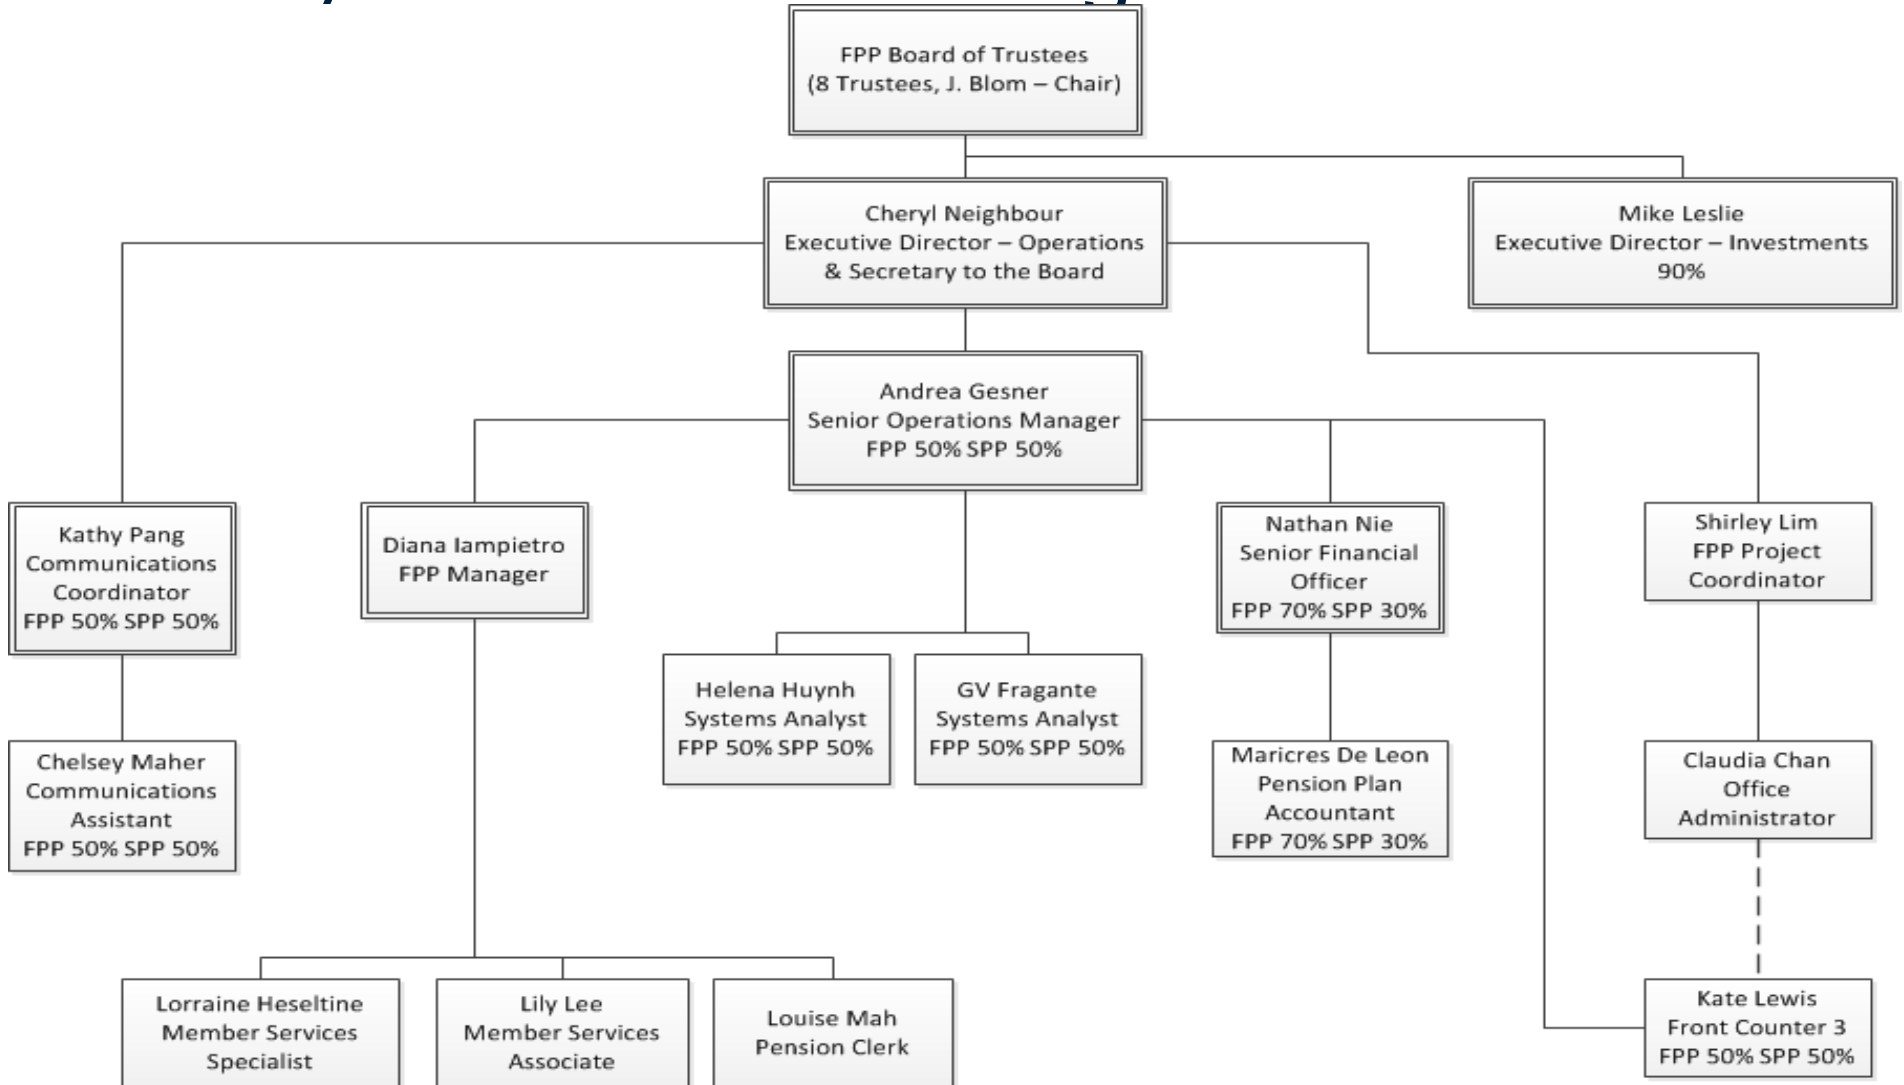 FPP Board of Trustees
(8 Trustees, J. Blom – Chair)
Cheryl Neighbour
Executive Director – Operations
& Secretary to the Board
Mike Leslie
Executive Director – Investments
90%
Andrea Gesner
Senior Operations Manager
FPP 50% SPP 50%
Kathy Pang
Communications
Coordinator
FPP 50% SPP 50%
Diana Iampietro
FPP Manager
Nathan Nie
Senior Financial
Officer
FPP 70% SPP 30%
Shirley Lim
FPP Project
Coordinator
Helena Huynh
Systems Analyst
FPP 50% SPP 50%
GV Fragante
Systems Analyst
FPP 50% SPP 50%
Chelsey Maher
Communications
Assistant
FPP 50% SPP 50%
Maricres De Leon
Pension Plan
Accountant
FPP 70% SPP 30%
Claudia Chan
Office
Administrator
Lorraine Heseltine
Member Services
Specialist
Lily Lee
Member Services
Associate
Louise Mah
Pension Clerk
Kate Lewis
Front Counter 3
FPP 50% SPP 50%